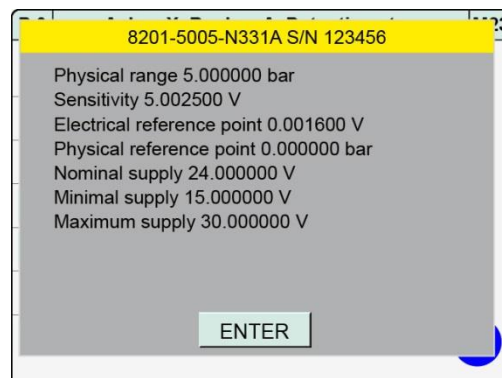 8201-5005-N331A S/N 123456
Physical range 5.000000 bar
Sensitivity 5.002500 V
Electrical reference point 0.001600 V
Physical reference point 0.000000 bar
Nominal supply 24.000000 V
Minimal supply 15.000000 V
Maximum supply 30.000000 V
ENTER